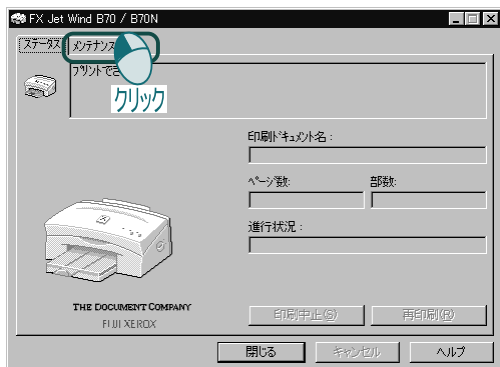 FX Jet Wind B70 / B70N
ステータス メンテナンス
プリントでき
クリック
印刷ドキュメント名：
ページ数: 部数:
進行状況：
THE DOCUMENT COMPANY
FUJI XEROX
印刷中止(S) 再印刷(R)
閉じる キャンセル ヘルプ